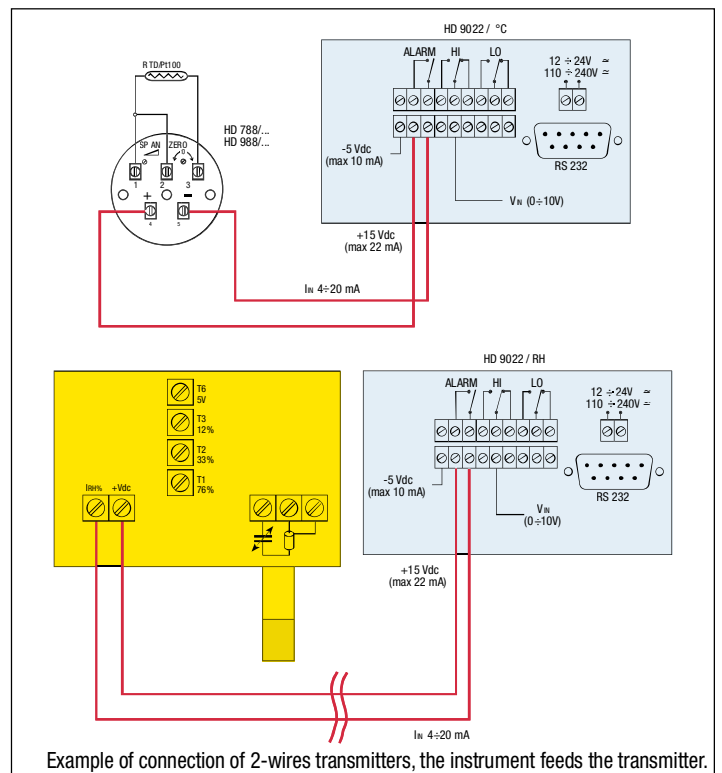 HD 9022 / °C
ALARM HI LO
12 ÷ 24V ≃
110 ÷ 240V ≃
R TD/Pt100
HD 788/...
HD 988/...
SP AN ZERO
0
1 2 3
+ -
4 5
-5 Vdc
(max 10 mA)
RS 232
VIN (0÷10V)
+15 Vdc
(max 22 mA)
IIN 4÷20 mA
HD 9022 / RH
ALARM HI LO
12 ÷ 24V ≃
110 ÷ 240V ≃
T6
5V
T3
12%
T2
33%
T1
76%
IRH% +Vdc
-5 Vdc
(max 10 mA)
RS 232
VIN
(0÷10V)
+15 Vdc
(max 22 mA)
IIN 4÷20 mA
Example of connection of 2-wires transmitters, the instrument feeds the transmitter.